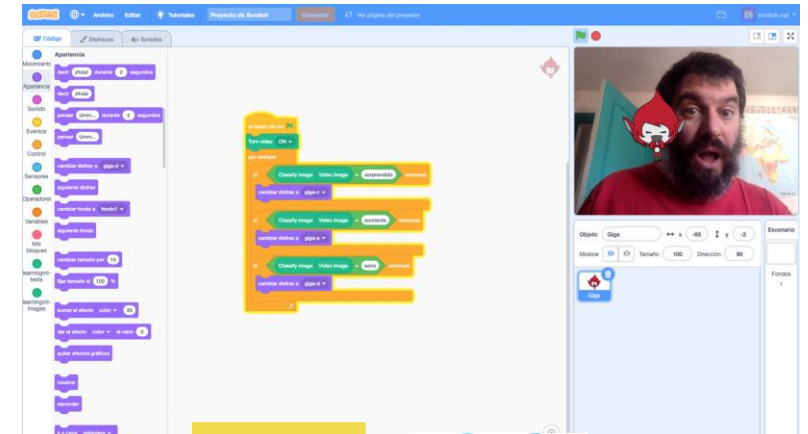 Archivo Editar Tutoriales Proyecto de Scratch Compartir Ver página del proyecto scratch-cat
Código Disfraces Sonidos
Apariencia
Movimiento
Apariencia
Sonido
Eventos
Control
Sensores
Operadores
Variables
Mis bloques
learningml-texts
learningml-images
decir ¡Hola! durante 2 segundos
decir ¡Hola!
pensar Umm... durante 2 segundos
pensar Umm...
cambiar disfraz a giga-d
siguiente disfraz
cambiar fondo a fondo1
siguiente fondo
cambiar tamaño por 10
fijar tamaño al 100 %
sumar al efecto color 25
dar al efecto color el valor 0
quitar efectos gráficos
mostrar
esconder
al hacer clic en
Turn video ON
por siempre
si Classify image Video image = sorprendido entonces
cambiar disfraz a giga-c
si Classify image Video image = sonriente entonces
cambiar disfraz a giga-a
si Classify image Video image = serio entonces
cambiar disfraz a giga-d
Objeto Giga x -65 y -2
Mostrar Tamaño 100 Dirección 90
Giga
Escenario
Fondos
1